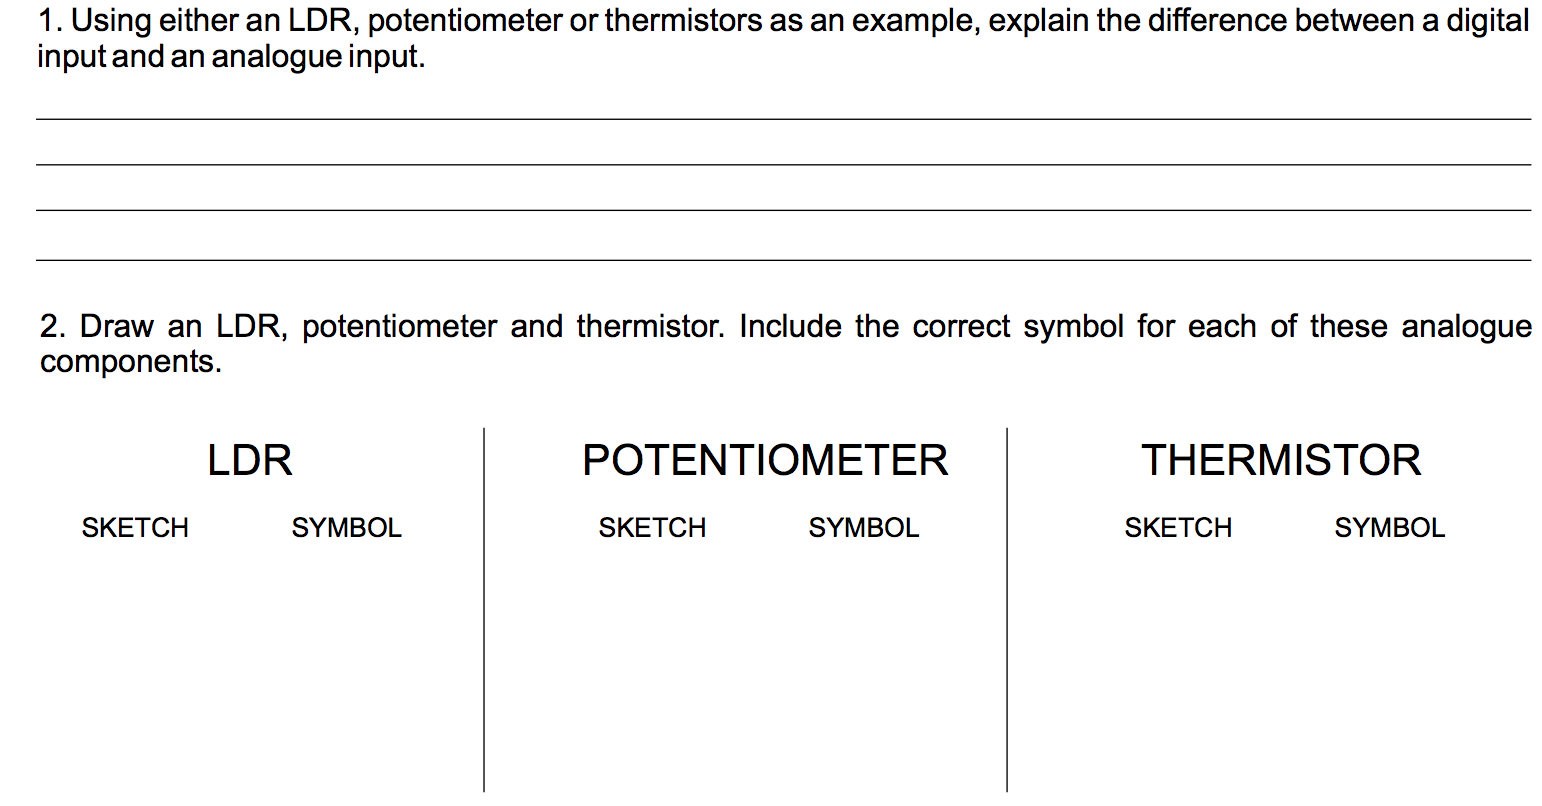 1. Using either an LDR, potentiometer or thermistors as an example, explain the difference between a digital
input and an analogue input.
2. Draw an LDR, potentiometer and thermistor. Include the correct symbol for each of these analogue
components.
LDR
SKETCH SYMBOL
POTENTIOMETER
SKETCH SYMBOL
THERMISTOR
SKETCH SYMBOL